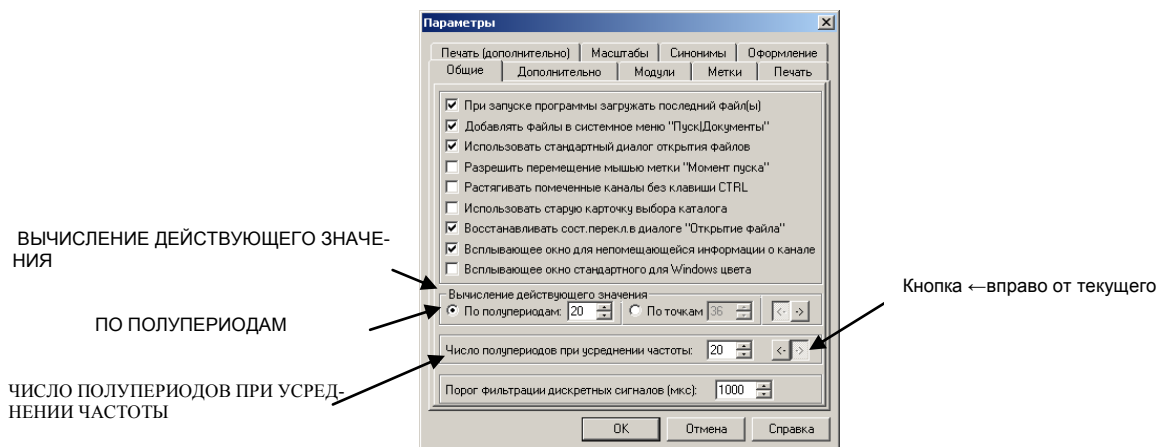 Параметры
Печать (дополнительно) Масштабы Синонимы Оформление
Общие Дополнительно Модули Метки Печать
При запуске программы загружать последний файл(ы)
Добавлять файлы в системное меню "Пуск|Документы"
Использовать стандартный диалог открытия файлов
Разрешить перемещение мышью метки "Момент пуска"
Растягивать помеченные каналы без клавиши CTRL
Использовать старую карточку выбора каталога
Восстанавливать сост.перекл.в диалоге "Открытие файла"
Всплывающее окно для непомещающейся информации о канале
Всплывающее окно стандартного для Windows цвета
ВЫЧИСЛЕНИЕ ДЕЙСТВУЮЩЕГО ЗНАЧЕ-
НИЯ
Вычисление действующего значения
По полупериодам: 20 По точкам 36 <- ->
Кнопка ←вправо от текущего
ПО ПОЛУПЕРИОДАМ
Число полупериодов при усреднении частоты: 20 <- ->
ЧИСЛО ПОЛУПЕРИОДОВ ПРИ УСРЕД-
НЕНИИ ЧАСТОТЫ
Порог фильтрации дискретных сигналов (мкс): 1000
OK Отмена Справка